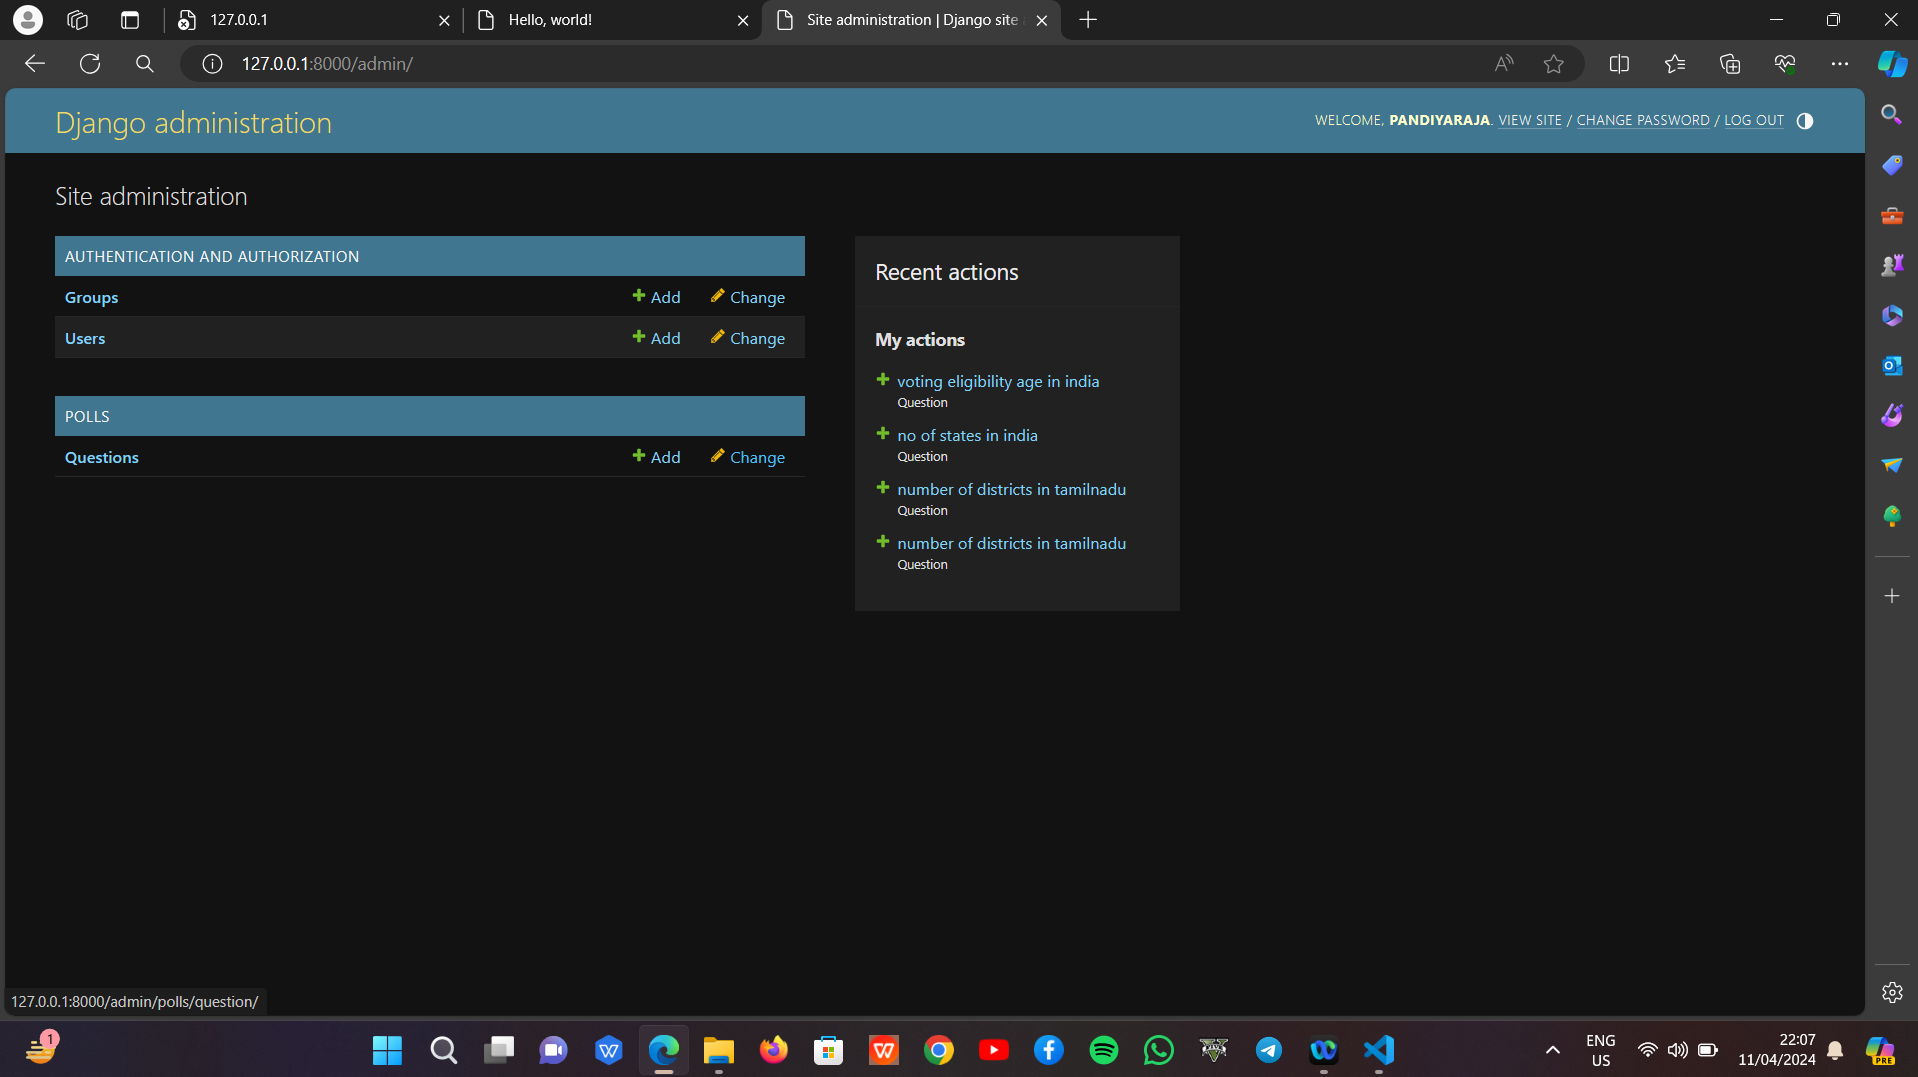 127.0.0.1
Hello, world!
Site administration | Django site
127.0.0.1:8000/admin/
Django administration
WELCOME, PANDIYARAJA. VIEW SITE / CHANGE PASSWORD / LOG OUT
Site administration
AUTHENTICATION AND AUTHORIZATION
Groups Add Change
Users Add Change
POLLS
Questions Add Change
Recent actions
My actions
voting eligibility age in india
Question
no of states in india
Question
number of districts in tamilnadu
Question
number of districts in tamilnadu
Question
127.0.0.1:8000/admin/polls/question/
1
ENG
US
22:07
11/04/2024
PRE